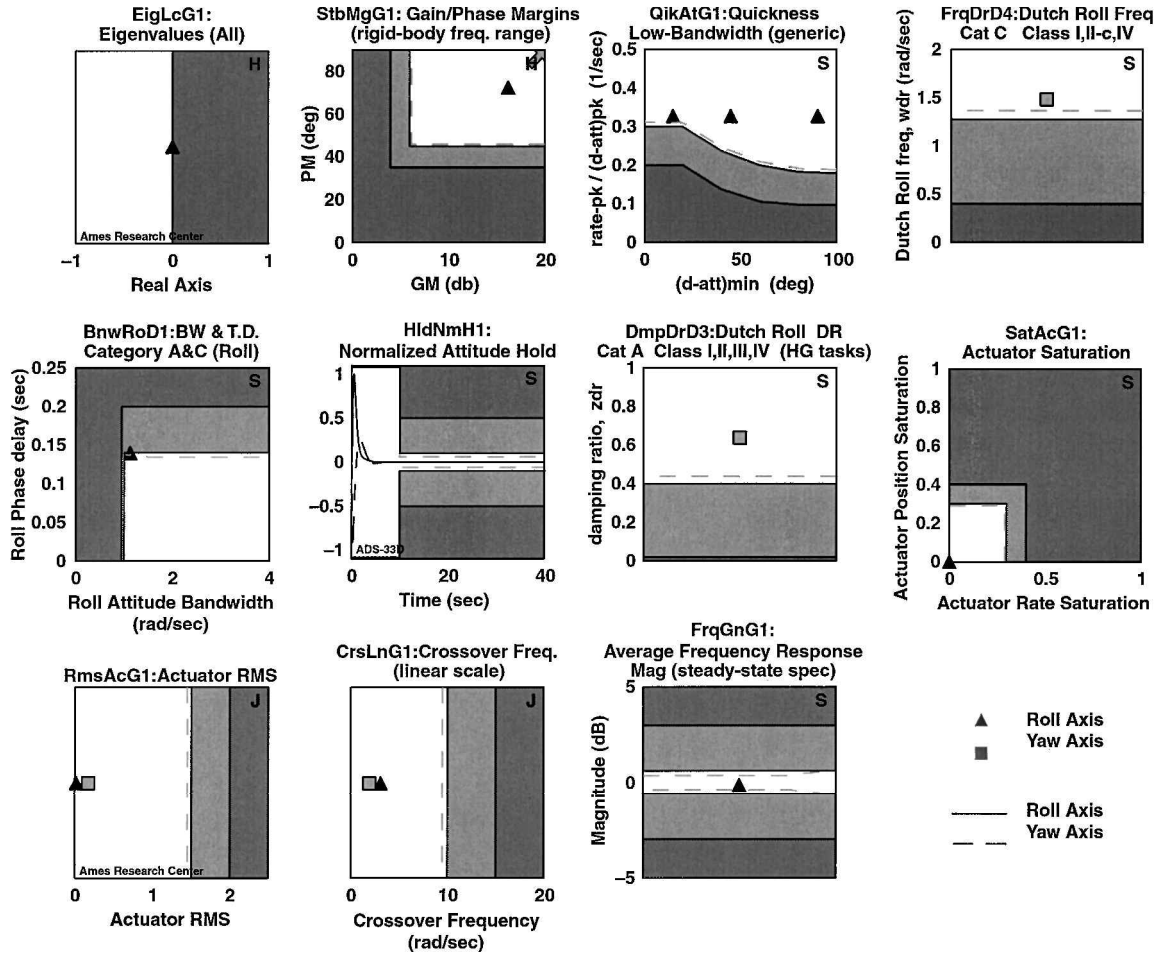 EigLcG1:
Eigenvalues (All)
H
Ames Research Center
−1
0
1
Real Axis
StbMgG1: Gain/Phase Margins
(rigid-body freq. range)
80
60
40
20
0
PM (deg)
0
10
20
GM (db)
QikAtG1:Quickness
Low-Bandwidth (generic)
0.5
S
0.4
0.3
0.2
0.1
0
rate-pk / (d-att)pk (1/sec)
0
50
100
(d-att)min (deg)
FrqDrD4:Dutch Roll Freq
Cat C Class I,II-c,IV
2
S
1.5
1
0.5
0
Dutch Roll freq, wdr (rad/sec)
BnwRoD1:BW & T.D.
Category A&C (Roll)
0.25
S
0.2
0.15
0.1
0.05
0
Roll Phase delay (sec)
0
2
4
Roll Attitude Bandwidth
(rad/sec)
HldNmH1:
Normalized Attitude Hold
1
S
0.5
0
−0.5
−1
ADS-33D
0
20
40
Time (sec)
DmpDrD3:Dutch Roll DR
Cat A Class I,II,III,IV (HG tasks)
1
S
0.8
0.6
0.4
0.2
0
damping ratio, zdr
SatAcG1:
Actuator Saturation
1
S
0.8
0.6
0.4
0.2
0
Actuator Position Saturation
0
0.5
1
Actuator Rate Saturation
RmsAcG1:Actuator RMS
J
Ames Research Center
0
1
2
Actuator RMS
CrsLnG1:Crossover Freq.
(linear scale)
J
0
10
20
Crossover Frequency
(rad/sec)
FrqGnG1:
Average Frequency Response
Mag (steady-state spec)
5
S
0
−5
Magnitude (dB)
Roll Axis
Yaw Axis
Roll Axis
Yaw Axis